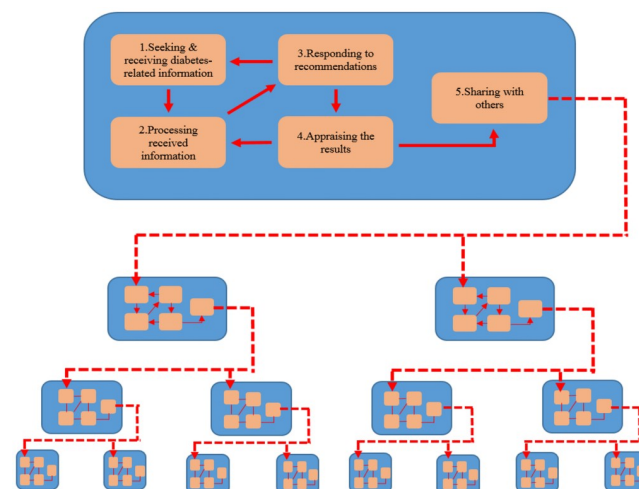 1.Seeking &
receiving diabetes-
related information
3.Responding to
recommendations
5.Sharing with
others
2.Processing
received
information
4.Appraising the
results